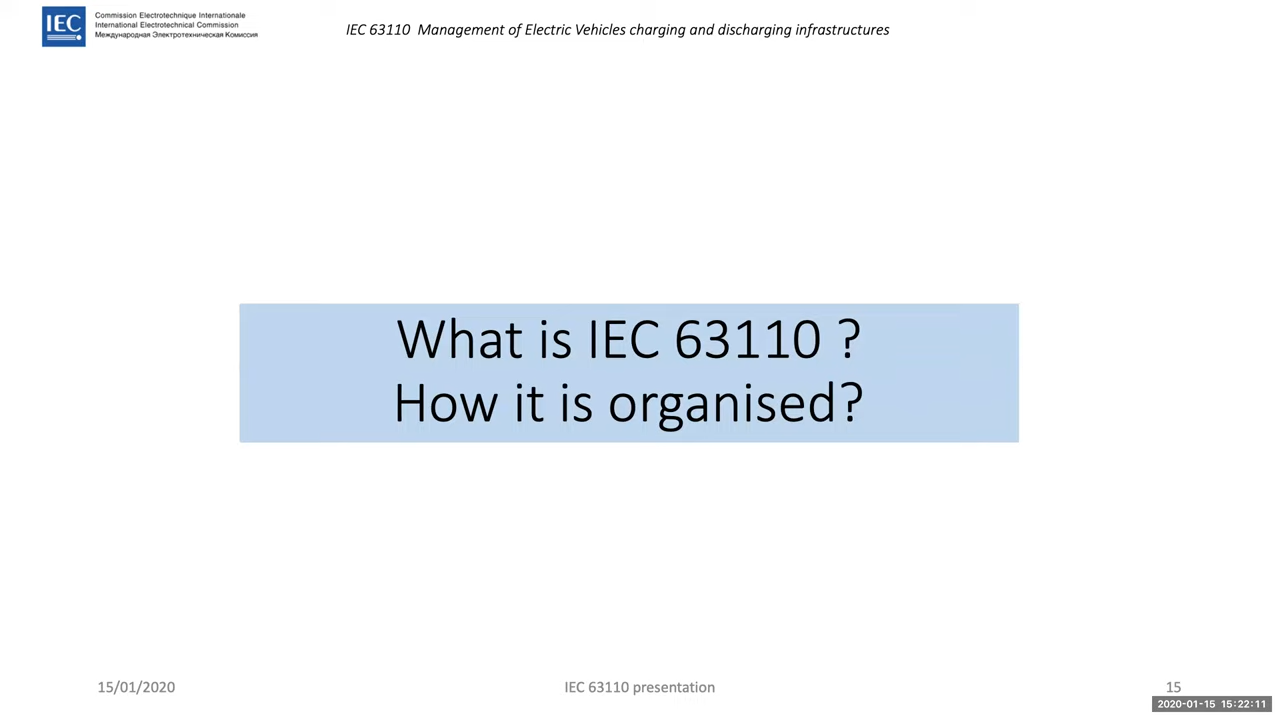 IEC
Commission Electrotechnique Internationale
International Electrotechnical Commission
Международная Электротехническая Комиссия
IEC 63110 Management of Electric Vehicles charging and discharging infrastructures
What is IEC 63110 ?
How it is organised?
15/01/2020
IEC 63110 presentation
15
2020-01-15 15:22:11